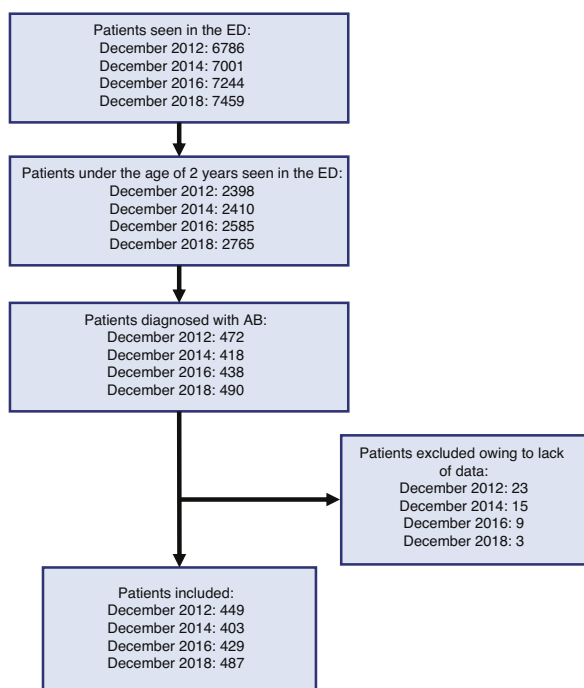 Patients seen in the ED:
December 2012: 6786
December 2014: 7001
December 2016: 7244
December 2018: 7459
Patients under the age of 2 years seen in the ED:
December 2012: 2398
December 2014: 2410
December 2016: 2585
December 2018: 2765
Patients diagnosed with AB:
December 2012: 472
December 2014: 418
December 2016: 438
December 2018: 490
Patients excluded owing to lack
of data:
December 2012: 23
December 2014: 15
December 2016: 9
December 2018: 3
Patients included:
December 2012: 449
December 2014: 403
December 2016: 429
December 2018: 487